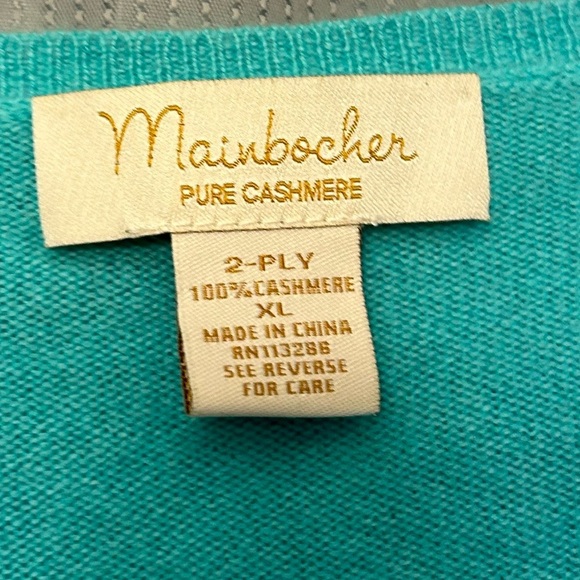 Mainbocher
PURE CASHMERE
2-PLY
100% CASHMERE
XL
MADE IN CHINA
RN113286
SEE REVERSE
FOR CARE